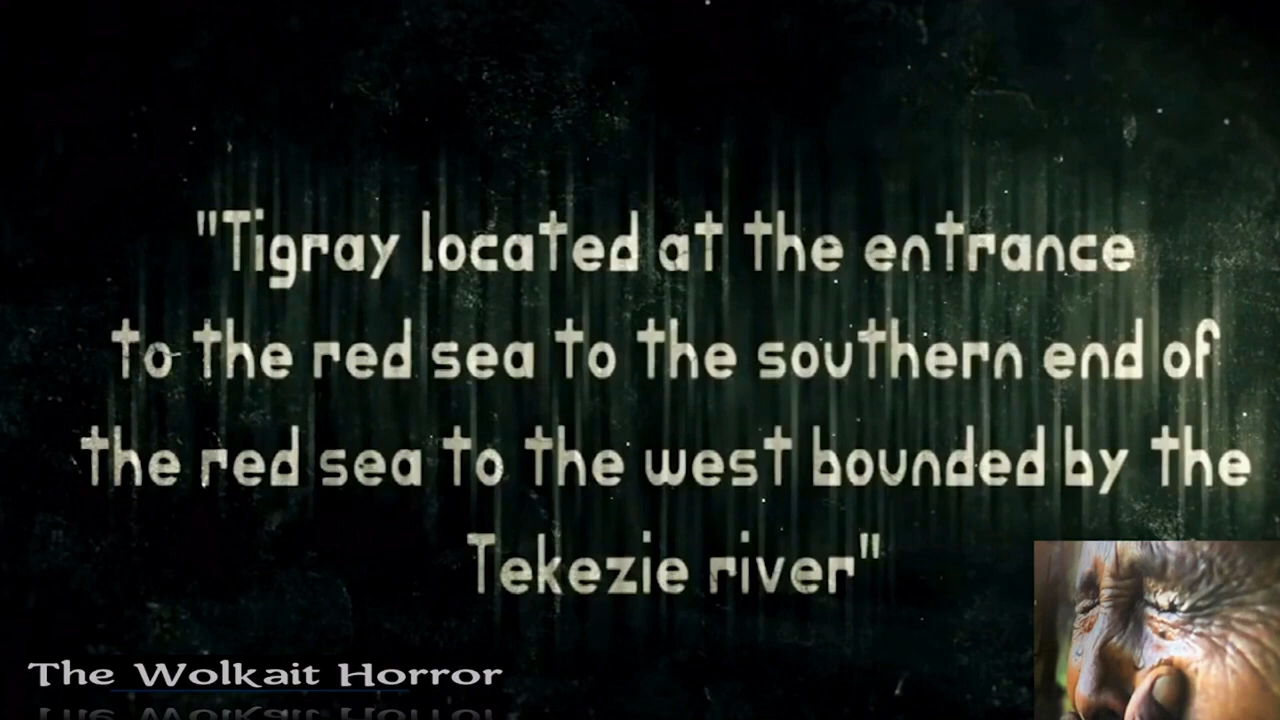 "Tigray located at the entrance
to the red sea to the southern end of
the red sea to the west bounded by the
Tekezie river"
The Wolkait Horror